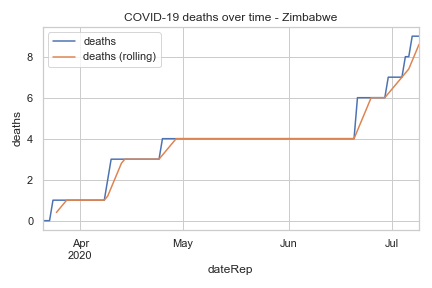 COVID-19 deaths over time - Zimbabwe
deaths
deaths (rolling)
deaths
8
6
4
2
0
Apr
2020
May
Jun
Jul
dateRep